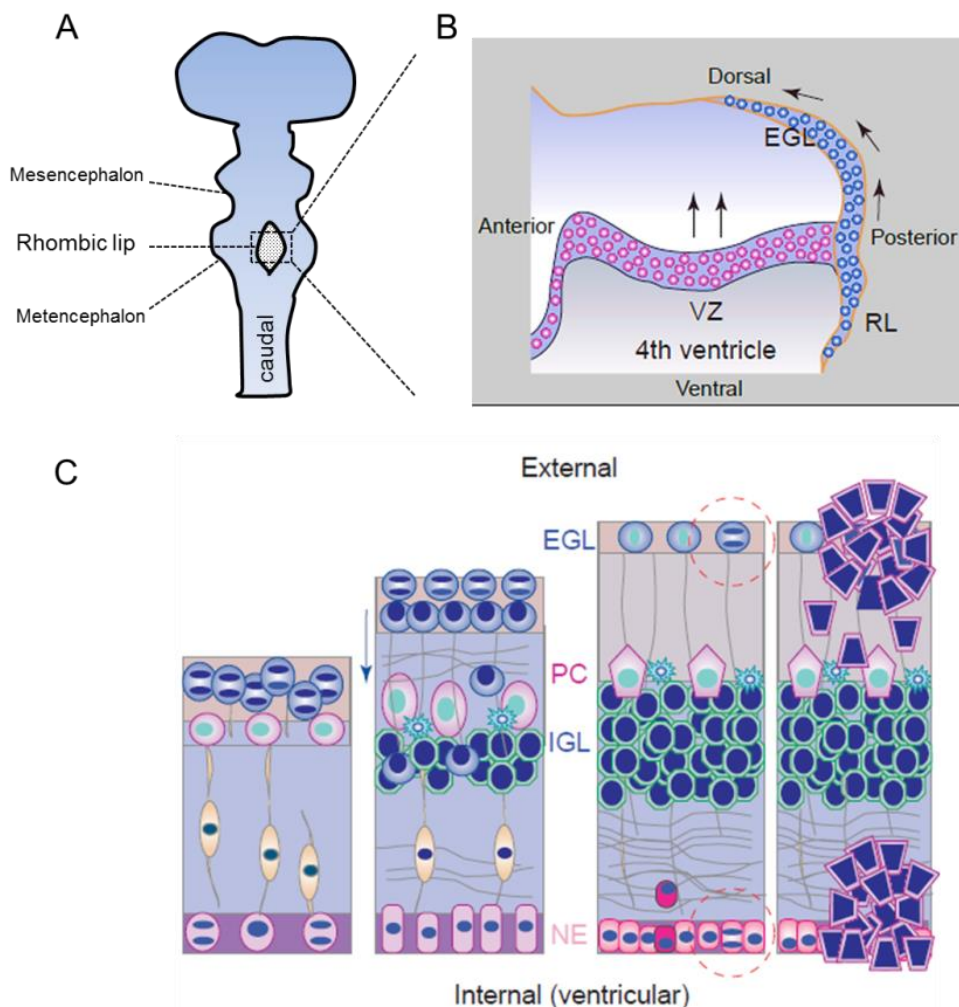 A
Mesencephalon
Rhombic lip
Metencephalon
caudal
B
Dorsal
EGL
Anterior
Posterior
VZ
RL
4th ventricle
Ventral
C
External
EGL
PC
IGL
NE
Internal (ventricular)